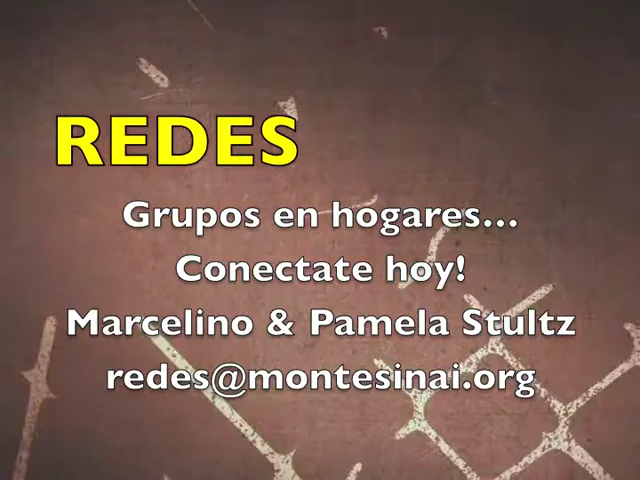 REDES
Grupos en hogares...
Conectate hoy!
Marcelino & Pamela Stultz
redes@montesinai.org